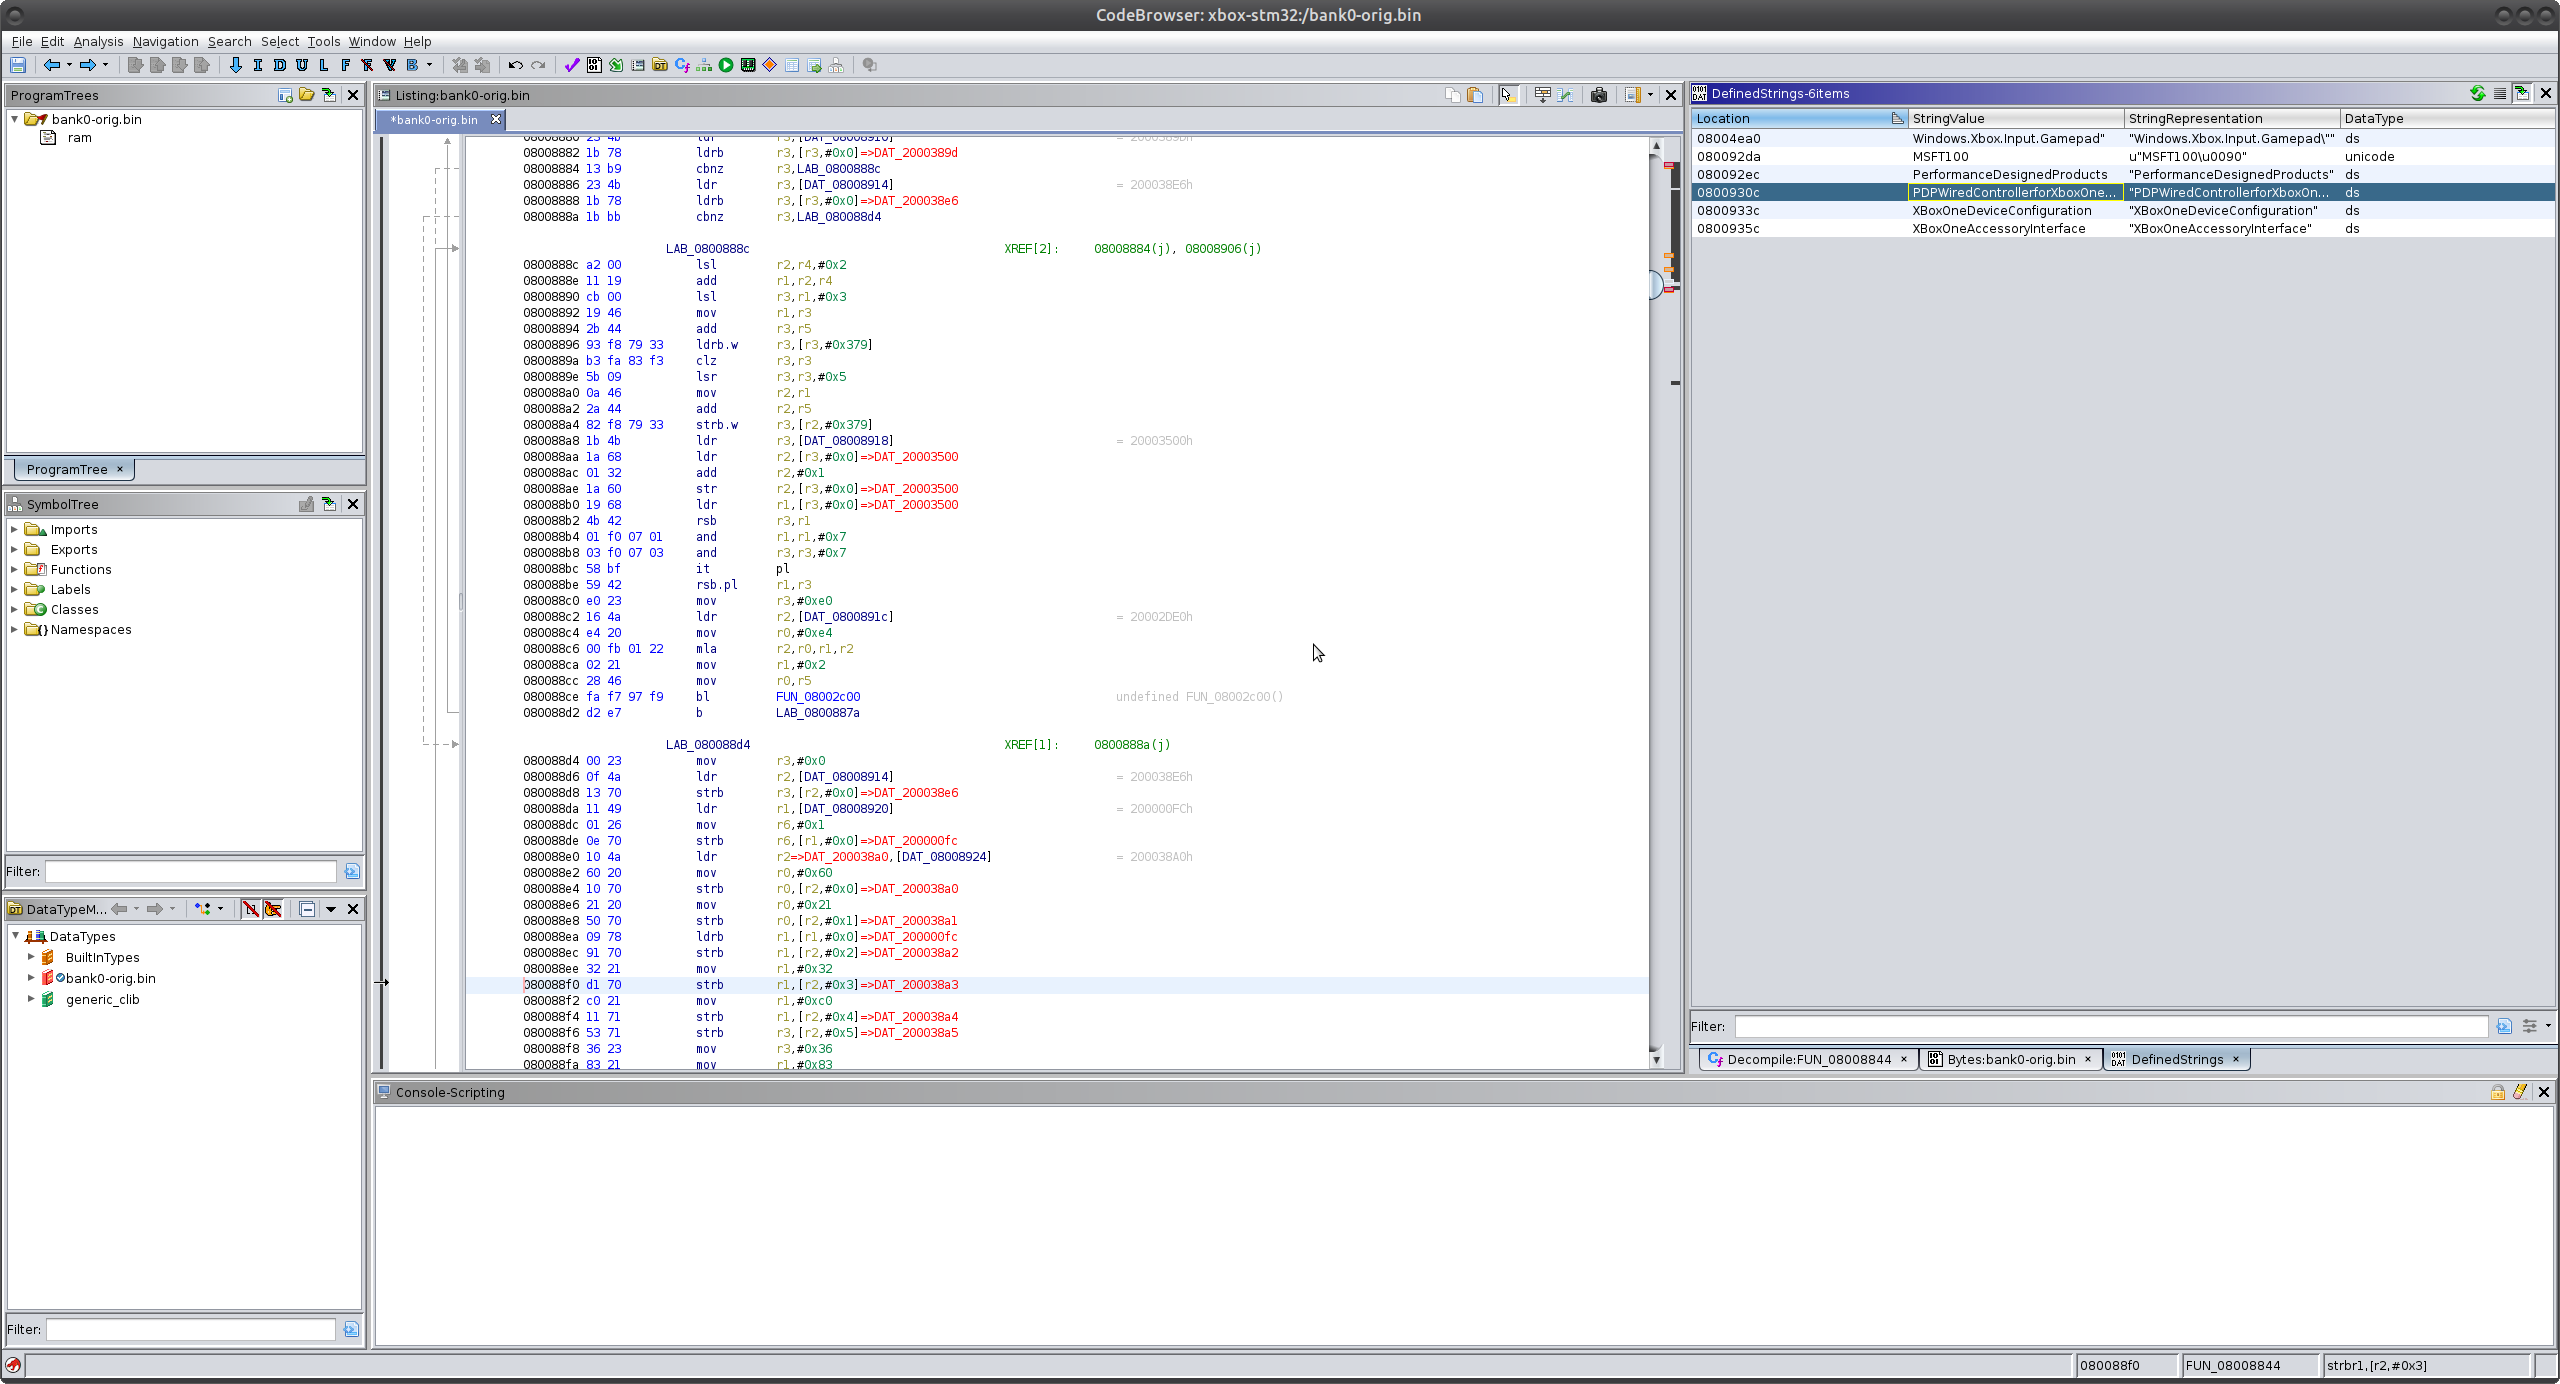 CodeBrowser: xbox-stm32:/bank0-orig.bin
File Edit Analysis Navigation Search Select Tools Window Help
I D U L F B
ProgramTrees
bank0-orig.bin
ram
ProgramTree ×
SymbolTree
Imports
Exports
Functions
Labels
Classes
Namespaces
Filter:
DataTypeM...
DataTypes
BuiltInTypes
bank0-orig.bin
generic_clib
Filter:
Listing:bank0-orig.bin
*bank0-orig.bin
08008880 23 4b ldr r3,[DAT_08008910] = 2000389Dh
08008882 1b 78 ldrb r3,[r3,#0x0]=>DAT_2000389d
08008884 13 b9 cbnz r3,LAB_0800888c
08008886 23 4b ldr r3,[DAT_08008914] = 200038E6h
08008888 1b 78 ldrb r3,[r3,#0x0]=>DAT_200038e6
0800888a 1b bb cbnz r3,LAB_080088d4
LAB_0800888c XREF[2]: 08008884(j), 08008906(j)
0800888c a2 00 lsl r2,r4,#0x2
0800888e 11 19 add r1,r2,r4
08008890 cb 00 lsl r3,r1,#0x3
08008892 19 46 mov r1,r3
08008894 2b 44 add r3,r5
08008896 93 f8 79 33 ldrb.w r3,[r3,#0x379]
0800889a b3 fa 83 f3 clz r3,r3
0800889e 5b 09 lsr r3,r3,#0x5
080088a0 0a 46 mov r2,r1
080088a2 2a 44 add r2,r5
080088a4 82 f8 79 33 strb.w r3,[r2,#0x379]
080088a8 1b 4b ldr r3,[DAT_08008918] = 20003500h
080088aa 1a 68 ldr r2,[r3,#0x0]=>DAT_20003500
080088ac 01 32 add r2,#0x1
080088ae 1a 60 str r2,[r3,#0x0]=>DAT_20003500
080088b0 19 68 ldr r1,[r3,#0x0]=>DAT_20003500
080088b2 4b 42 rsb r3,r1
080088b4 01 f0 07 01 and r1,r1,#0x7
080088b8 03 f0 07 03 and r3,r3,#0x7
080088bc 58 bf it pl
080088be 59 42 rsb.pl r1,r3
080088c0 e0 23 mov r3,#0xe0
080088c2 16 4a ldr r2,[DAT_0800891c] = 20002DE0h
080088c4 e4 20 mov r0,#0xe4
080088c6 00 fb 01 22 mla r2,r0,r1,r2
080088ca 02 21 mov r1,#0x2
080088cc 28 46 mov r0,r5
080088ce fa f7 97 f9 bl FUN_08002c00 undefined FUN_08002c00()
080088d2 d2 e7 b LAB_0800887a
LAB_080088d4 XREF[1]: 0800888a(j)
080088d4 00 23 mov r3,#0x0
080088d6 0f 4a ldr r2,[DAT_08008914] = 200038E6h
080088d8 13 70 strb r3,[r2,#0x0]=>DAT_200038e6
080088da 11 49 ldr r1,[DAT_08008920] = 200000FCh
080088dc 01 26 mov r6,#0x1
080088de 0e 70 strb r6,[r1,#0x0]=>DAT_200000fc
080088e0 10 4a ldr r2=>DAT_200038a0,[DAT_08008924] = 200038A0h
080088e2 60 20 mov r0,#0x60
080088e4 10 70 strb r0,[r2,#0x0]=>DAT_200038a0
080088e6 21 20 mov r0,#0x21
080088e8 50 70 strb r0,[r2,#0x1]=>DAT_200038a1
080088ea 09 78 ldrb r1,[r1,#0x0]=>DAT_200000fc
080088ec 91 70 strb r1,[r2,#0x2]=>DAT_200038a2
080088ee 32 21 mov r1,#0x32
080088f0 d1 70 strb r1,[r2,#0x3]=>DAT_200038a3
080088f2 c0 21 mov r1,#0xc0
080088f4 11 71 strb r1,[r2,#0x4]=>DAT_200038a4
080088f6 53 71 strb r3,[r2,#0x5]=>DAT_200038a5
080088f8 36 23 mov r3,#0x36
080088fa 83 21 mov r1,#0x83
DefinedStrings-6items
Location StringValue StringRepresentation DataType
08004ea0 Windows.Xbox.Input.Gamepad" "Windows.Xbox.Input.Gamepad\"" ds
080092da MSFT100 u"MSFT100\u0090" unicode
080092ec PerformanceDesignedProducts "PerformanceDesignedProducts" ds
0800930c PDPWiredControllerforXboxOne... "PDPWiredControllerforXboxOn... ds
0800933c XBoxOneDeviceConfiguration "XBoxOneDeviceConfiguration" ds
0800935c XBoxOneAccessoryInterface "XBoxOneAccessoryInterface" ds
Filter:
Decompile:FUN_08008844 × Bytes:bank0-orig.bin × DefinedStrings ×
Console-Scripting
080088f0 FUN_08008844 strbr1,[r2,#0x3]